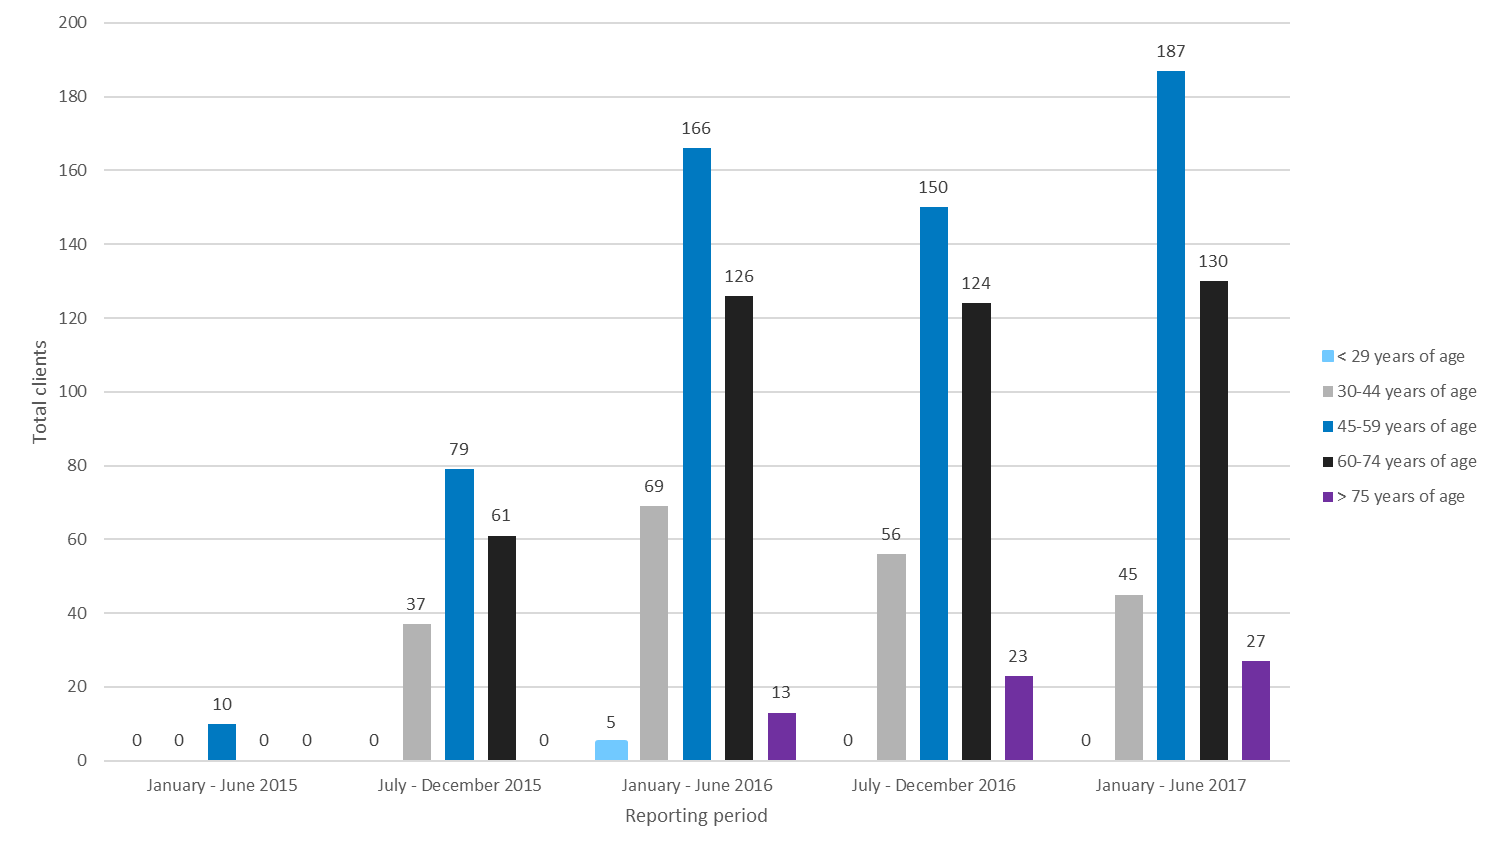 200
180
160
140
120
100
80
60
40
20
0
Total clients
0 0 10 0 0
0 37 79 61 0
5 69 166 126 13
0 56 150 124 23
0 45 187 130 27
January - June 2015
July - December 2015
January - June 2016
July - December 2016
January - June 2017
Reporting period
< 29 years of age
30-44 years of age
45-59 years of age
60-74 years of age
> 75 years of age